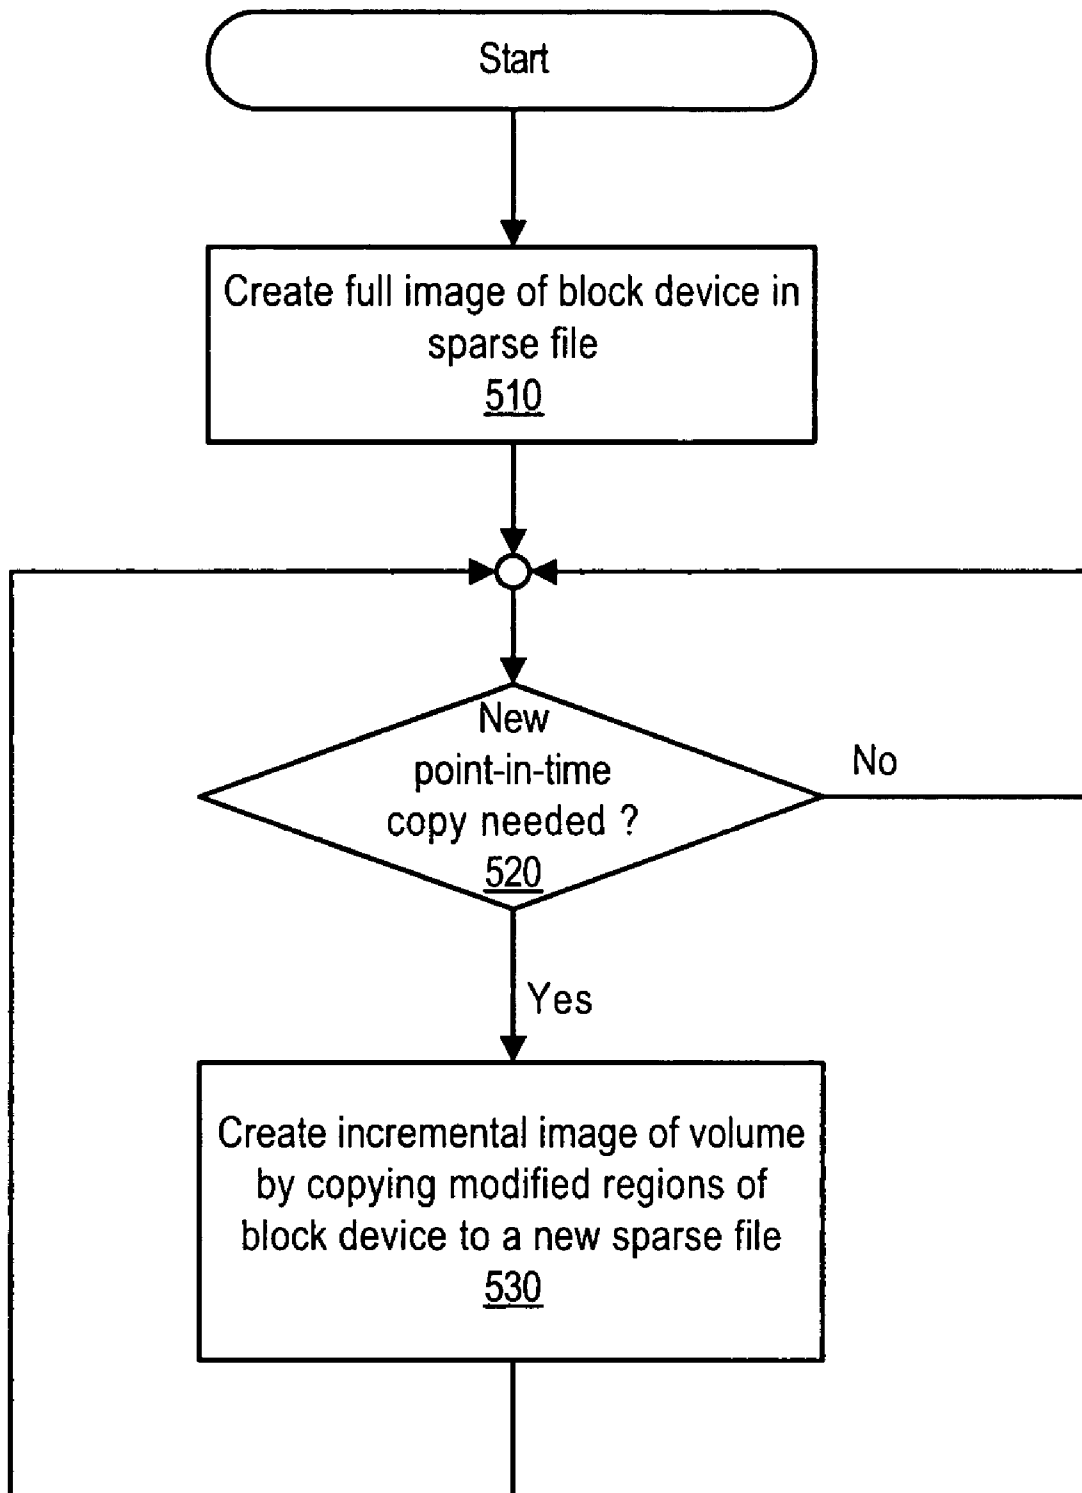 Start
Create full image of block device in
sparse file
510
New
point-in-time
copy needed ?
520
No
Yes
Create incremental image of volume
by copying modified regions of
block device to a new sparse file
530